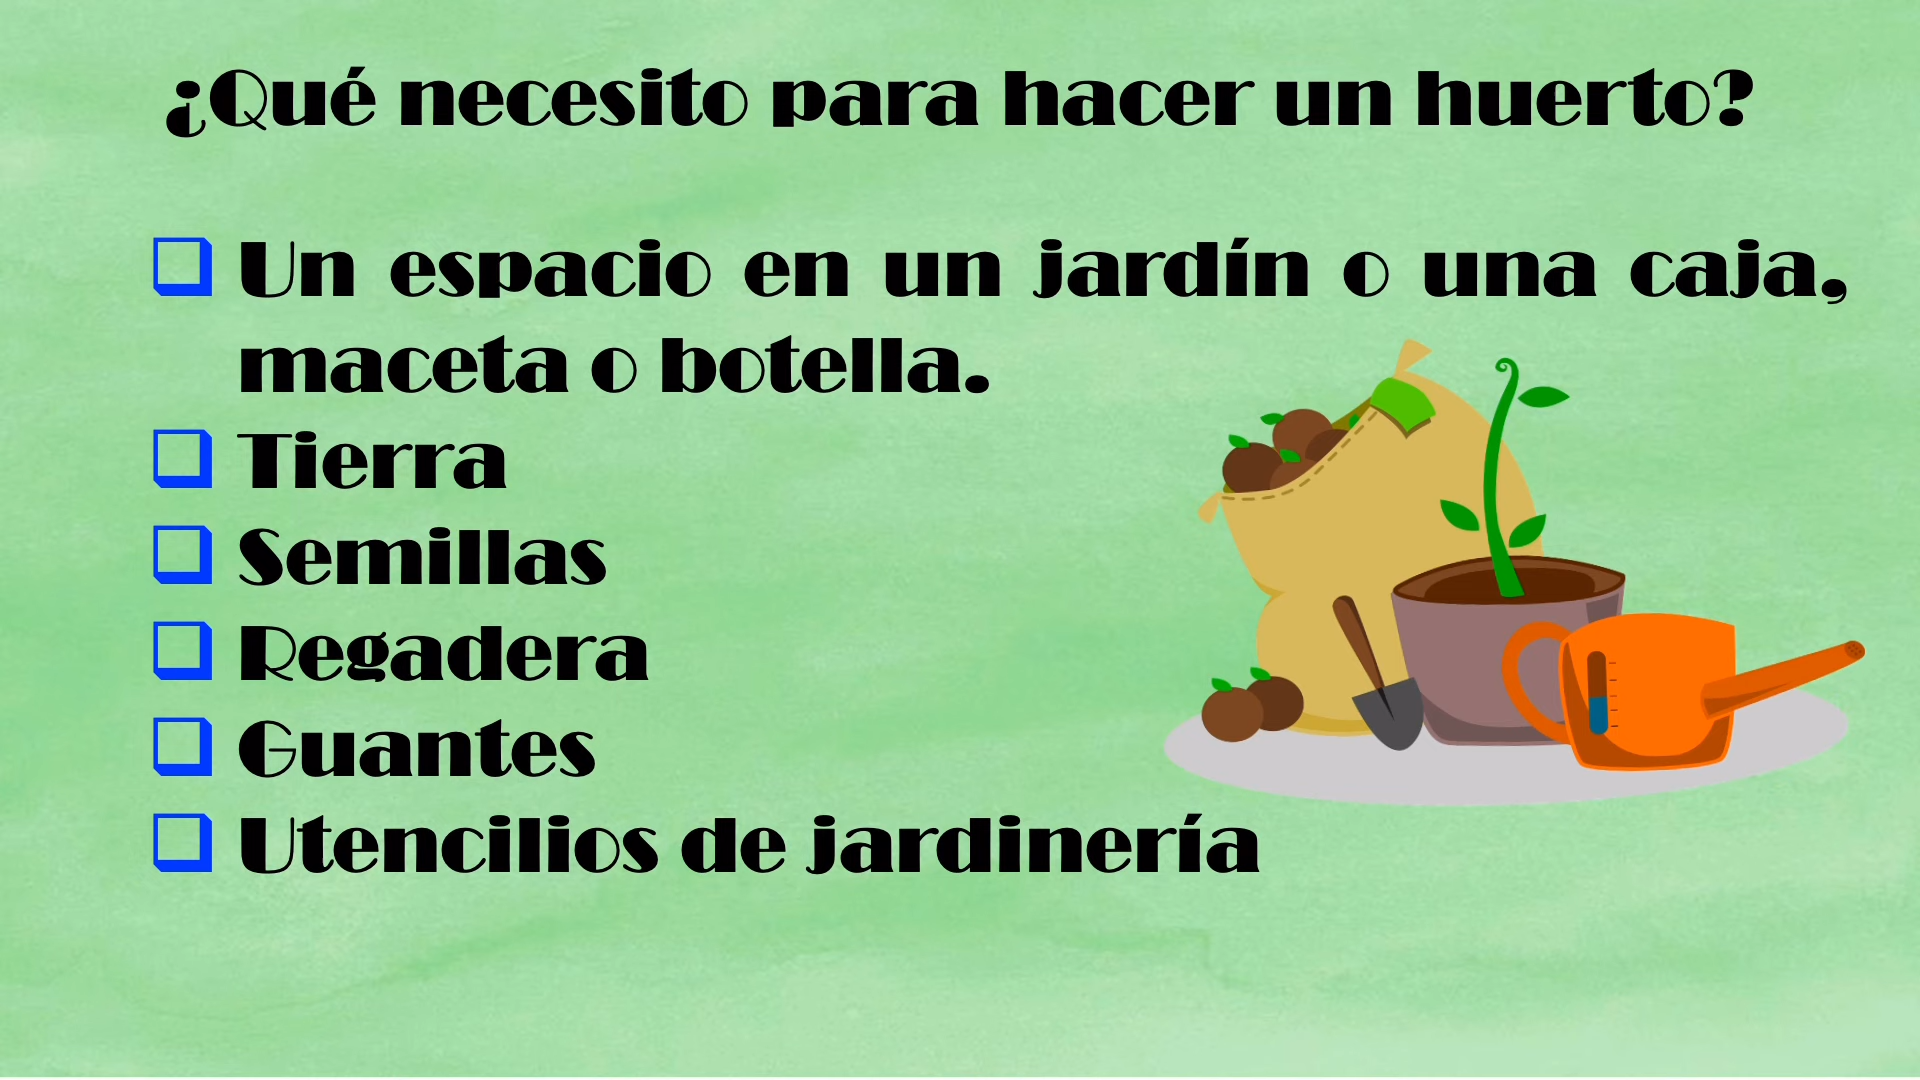 ¿Qué necesito para hacer un huerto?
Un espacio en un jardín o una caja,
maceta o botella.
Tierra
Semillas
Regadera
Guantes
Utencilios de jardinería